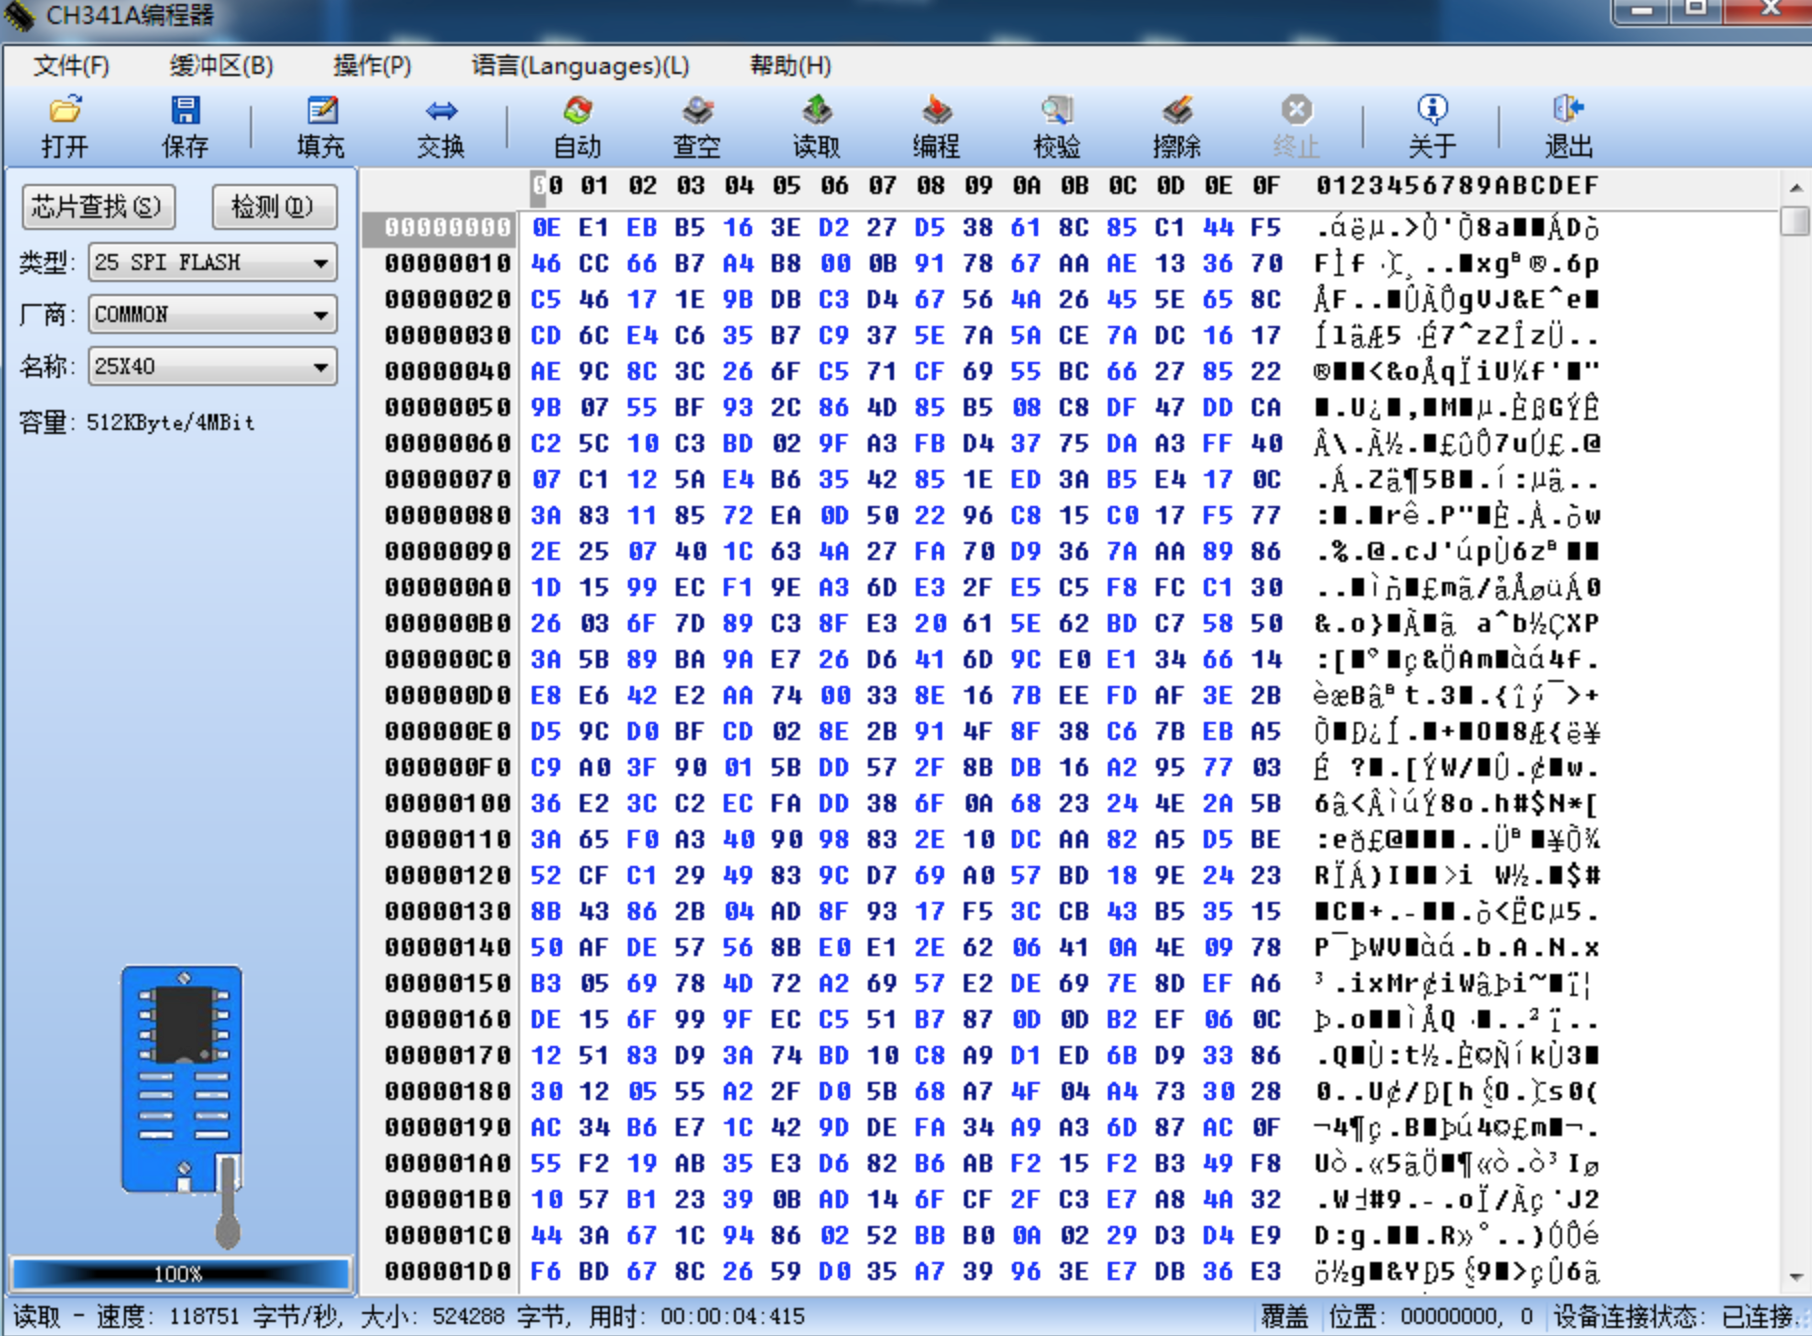 CH341A编程器
文件(F) 缓冲区(B) 操作(P) 语言(Languages)(L) 帮助(H)
打开 保存 填充 交换 自动 查空 读取 编程 校验 擦除 终止 关于 退出
芯片查找(S) 检测(D)
类型: 25 SPI FLASH
厂商: COMMON
名称: 25X40
容量: 512KByte/4MBit
100%
00 01 02 03 04 05 06 07 08 09 0A 0B 0C 0D 0E 0F 0123456789ABCDEF
00000000 0E E1 EB B5 16 3E D2 27 D5 38 61 8C 85 C1 44 F5
00000010 46 CC 66 B7 A4 B8 00 0B 91 78 67 AA AE 13 36 70
00000020 C5 46 17 1E 9B DB C3 D4 67 56 4A 26 45 5E 65 8C
00000030 CD 6C E4 C6 35 B7 C9 37 5E 7A 5A CE 7A DC 16 17
00000040 AE 9C 8C 3C 26 6F C5 71 CF 69 55 BC 66 27 85 22
00000050 9B 07 55 BF 93 2C 86 4D 85 B5 08 C8 DF 47 DD CA
00000060 C2 5C 10 C3 BD 02 9F A3 FB D4 37 75 DA A3 FF 40
00000070 07 C1 12 5A E4 B6 35 42 85 1E ED 3A B5 E4 17 0C
00000080 3A 83 11 85 72 EA 0D 50 22 96 C8 15 C0 17 F5 77
00000090 2E 25 07 40 1C 63 4A 27 FA 70 D9 36 7A AA 89 86
000000A0 1D 15 99 EC F1 9E A3 6D E3 2F E5 C5 F8 FC C1 30
000000B0 26 03 6F 7D 89 C3 8F E3 20 61 5E 62 BD C7 58 50
000000C0 3A 5B 89 BA 9A E7 26 D6 41 6D 9C E0 E1 34 66 14
000000D0 E8 E6 42 E2 AA 74 00 33 8E 16 7B EE FD AF 3E 2B
000000E0 D5 9C D0 BF CD 02 8E 2B 91 4F 8F 38 C6 7B EB A5
000000F0 C9 A0 3F 90 01 5B DD 57 2F 8B DB 16 A2 95 77 03
00000100 36 E2 3C C2 EC FA DD 38 6F 0A 68 23 24 4E 2A 5B
00000110 3A 65 F0 A3 40 90 98 83 2E 10 DC AA 82 A5 D5 BE
00000120 52 CF C1 29 49 83 9C D7 69 A0 57 BD 18 9E 24 23
00000130 8B 43 86 2B 04 AD 8F 93 17 F5 3C CB 43 B5 35 15
00000140 50 AF DE 57 56 8B E0 E1 2E 62 06 41 0A 4E 09 78
00000150 B3 05 69 78 4D 72 A2 69 57 E2 DE 69 7E 8D EF A6
00000160 DE 15 6F 99 9F EC C5 51 B7 87 0D 0D B2 EF 06 0C
00000170 12 51 83 D9 3A 74 BD 10 C8 A9 D1 ED 6B D9 33 86
00000180 30 12 05 55 A2 2F D0 5B 68 A7 4F 04 A4 73 30 28
00000190 AC 34 B6 E7 1C 42 9D DE FA 34 A9 A3 6D 87 AC 0F
000001A0 55 F2 19 AB 35 E3 D6 82 B6 AB F2 15 F2 B3 49 F8
000001B0 10 57 B1 23 39 0B AD 14 6F CF 2F C3 E7 A8 4A 32
000001C0 44 3A 67 1C 94 86 02 52 BB B0 0A 02 29 D3 D4 E9
000001D0 F6 BD 67 8C 26 59 D0 35 A7 39 96 3E E7 DB 36 E3
读取 - 速度: 118751 字节/秒, 大小: 524288 字节, 用时: 00:00:04:415 覆盖 位置: 00000000, 0 设备连接状态: 已连接.